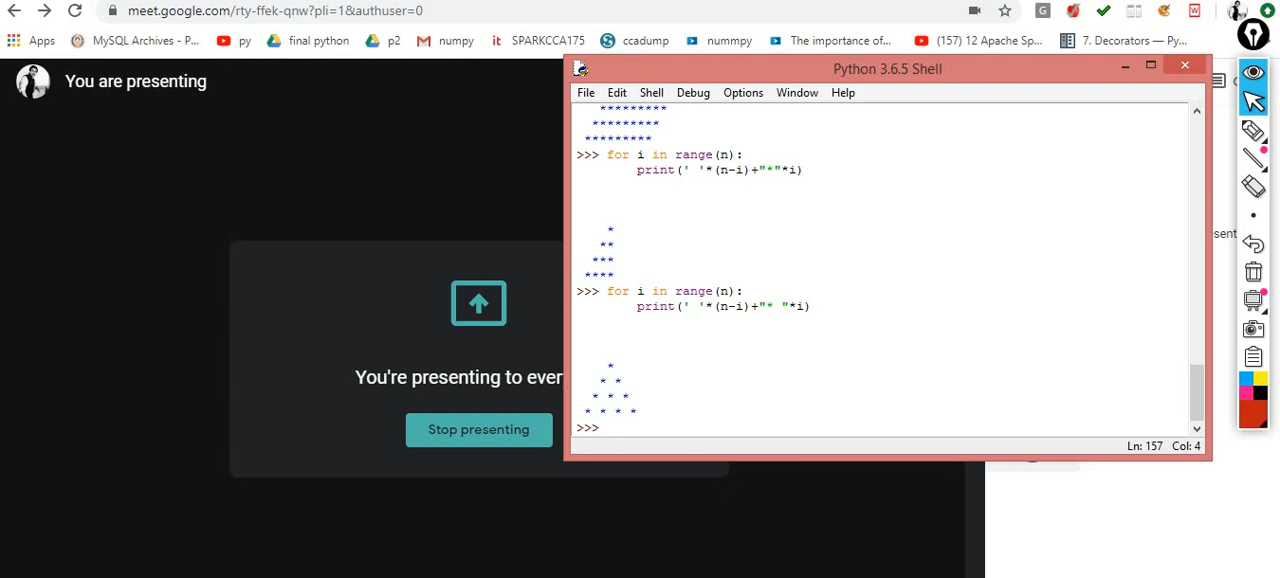 meet.google.com/rty-ffek-qnw?pli=1&authuser=0
Apps MySQL Archives - P... py final python p2 numpy it SPARKCCA175 ccadump nummpy The importance of... (157) 12 Apache Sp... 7. Decorators — Py...
You are presenting
Python 3.6.5 Shell
File Edit Shell Debug Options Window Help
*********
*********
*********
>>> for i in range(n):
print(' '*(n-i)+"*"*i)
*
**
***
****
>>> for i in range(n):
print(' '*(n-i)+"* "*i)
*
* *
* * *
* * * *
>>>
Ln: 157 Col: 4
You're presenting to ever
Stop presenting
sent